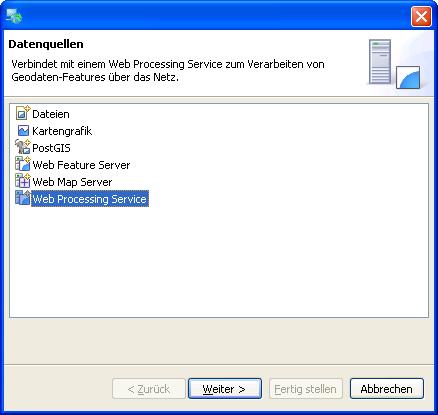 Datenquellen
Verbindet mit einem Web Processing Service zum Verarbeiten von
Geodaten-Features über das Netz.
Dateien
Kartengrafik
PostGIS
Web Feature Server
Web Map Server
Web Processing Service
< Zurück
Weiter >
Fertig stellen
Abbrechen